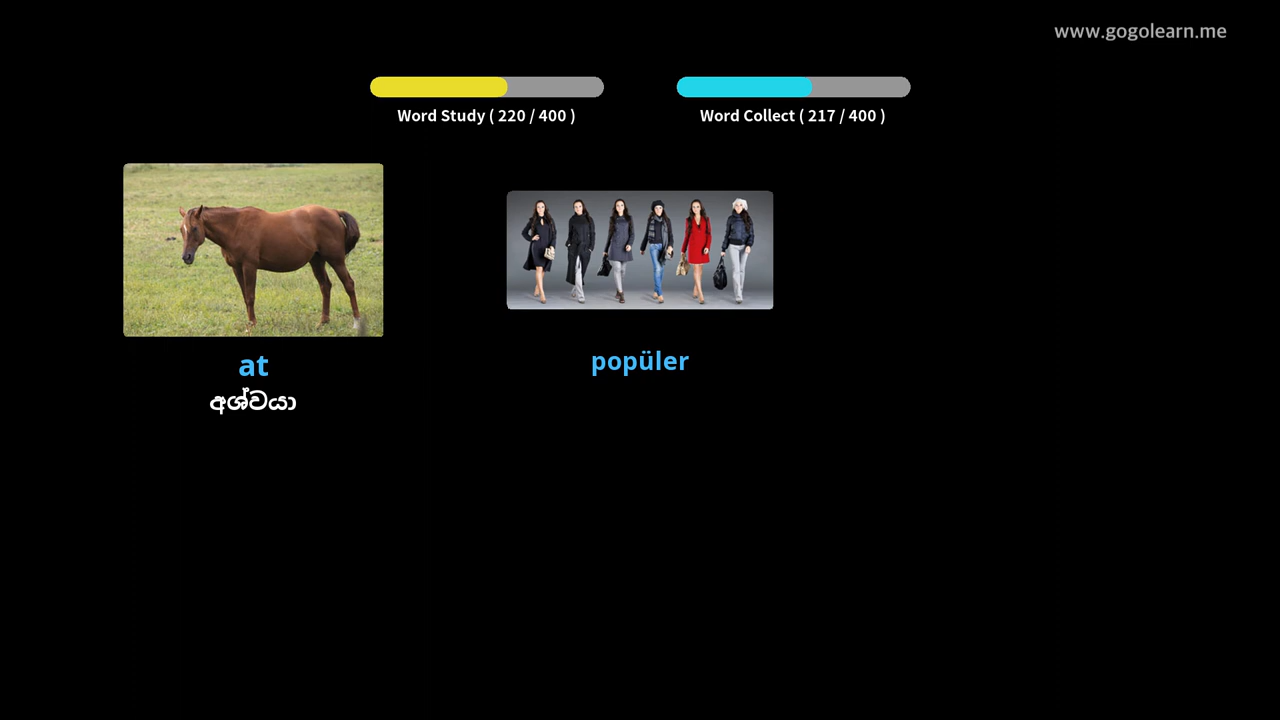 www.gogolearn.me
Word Study ( 220 / 400 )
Word Collect ( 217 / 400 )
at
අශ්වයා
popüler